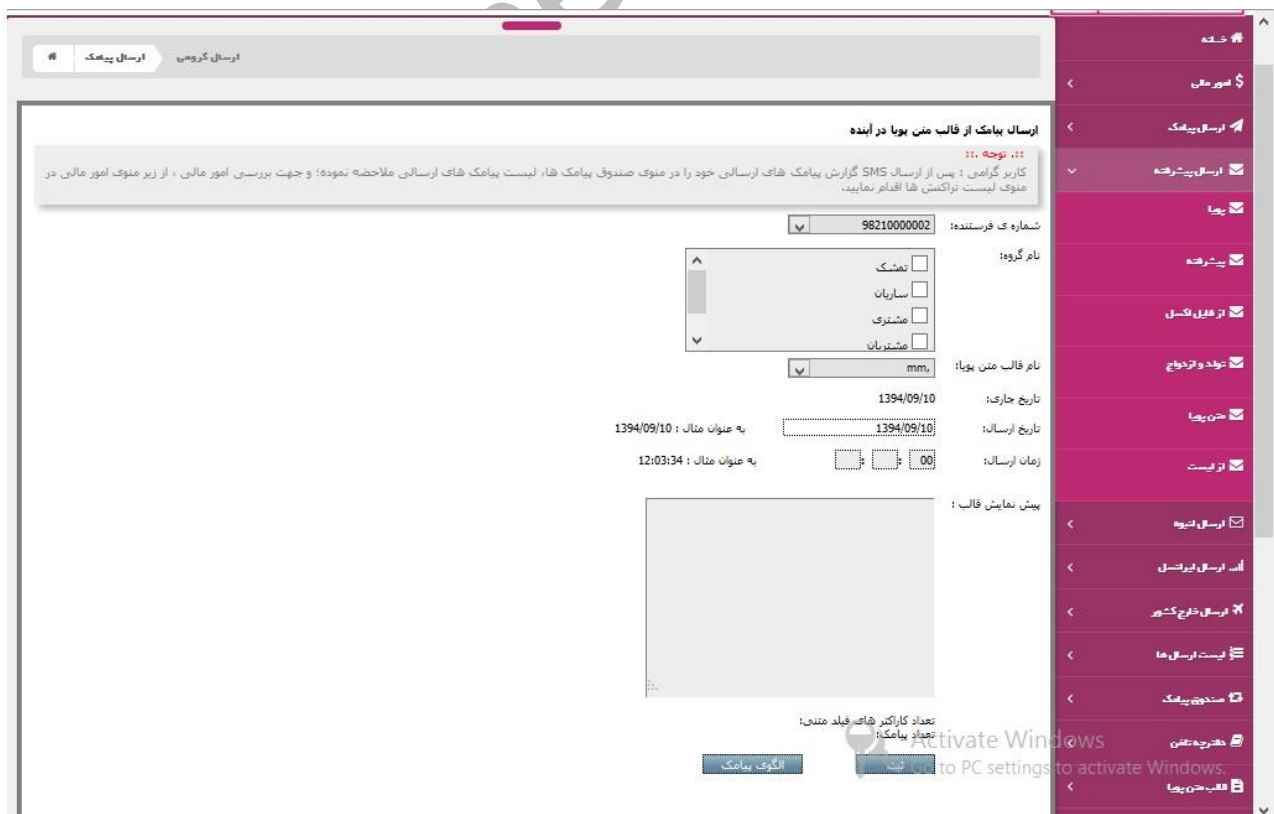 خانه
$ امور مالی
ارسال پیامک
ارسال پیشرفته
پویا
پیشرفته
از فایل اکسل
تولد و ازدواج
متن پویا
از لیست
ارسال انبوه
ارسال ایرانسل
ارسال خارج کشور
لیست ارسال ها
صندوق پیامک
دفترچه تلفن
قالب متن پویا
ارسال پیامک
ارسال گروهی
ارسال پیامک از قالب متن پویا در آینده
::. توجه .::
کاربر گرامی : پس از ارسال SMS گزارش پیامک های ارسالی خود را در منوی صندوق پیامک ها، لیست پیامک های ارسالی ملاحضه نموده؛ و جهت بررسی امور مالی ، از زیر منوی امور مالی در
منوی لیست تراکنش ها اقدام نمایید.
شماره ی فرستنده: 98210000002
نام گروه:
تمشک
ساربان
مشتری
مشتریان
نام قالب متن پویا: mm,
تاریخ جاری: 1394/09/10
تاریخ ارسال: 1394/09/10 به عنوان مثال : 1394/09/10
زمان ارسال: 00 : : به عنوان مثال : 12:03:34
پیش نمایش قالب :
تعداد کاراکتر های فیلد متنی:
تعداد پیامک:
ثبت الگوی پیامک
Activate Windows
Go to PC settings to activate Windows.